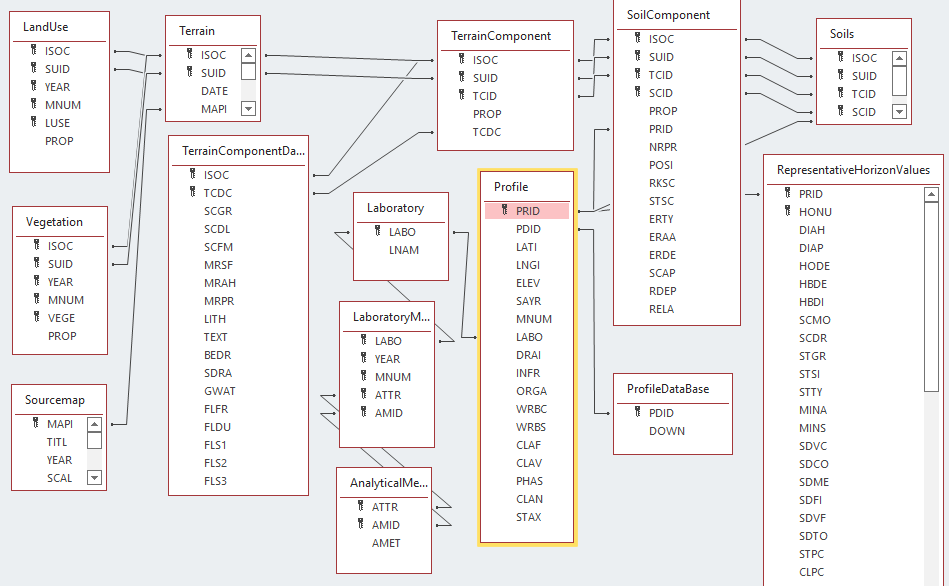 LandUse
ISOC
SUID
YEAR
MNUM
LUSE
PROP
Terrain
ISOC
SUID
DATE
MAPI
TerrainComponent
ISOC
SUID
TCID
PROP
TCDC
SoilComponent
ISOC
SUID
TCID
SCID
PROP
PRID
NRPR
POSI
RKSC
STSC
ERTY
ERAA
ERDE
SCAP
RDEP
RELA
Soils
ISOC
SUID
TCID
SCID
TerrainComponentDa...
ISOC
TCDC
SCGR
SCDL
SCFM
MRSF
MRAH
MRPR
LITH
TEXT
BEDR
SDRA
GWAT
FLFR
FLDU
FLS1
FLS2
FLS3
Vegetation
ISOC
SUID
YEAR
MNUM
VEGE
PROP
Sourcemap
MAPI
TITL
YEAR
SCAL
Laboratory
LABO
LNAM
LaboratoryM...
LABO
YEAR
MNUM
ATTR
AMID
AnalyticalMe...
ATTR
AMID
AMET
Profile
PRID
PDID
LATI
LNGI
ELEV
SAYR
MNUM
LABO
DRAI
INFR
ORGA
WRBC
WRBS
CLAF
CLAV
PHAS
CLAN
STAX
ProfileDataBase
PDID
DOWN
RepresentativeHorizonValues
PRID
HONU
DIAH
DIAP
HODE
HBDE
HBDI
SCMO
SCDR
STGR
STSI
STTY
MINA
MINS
SDVC
SDCO
SDME
SDFI
SDVF
SDTO
STPC
CLPC